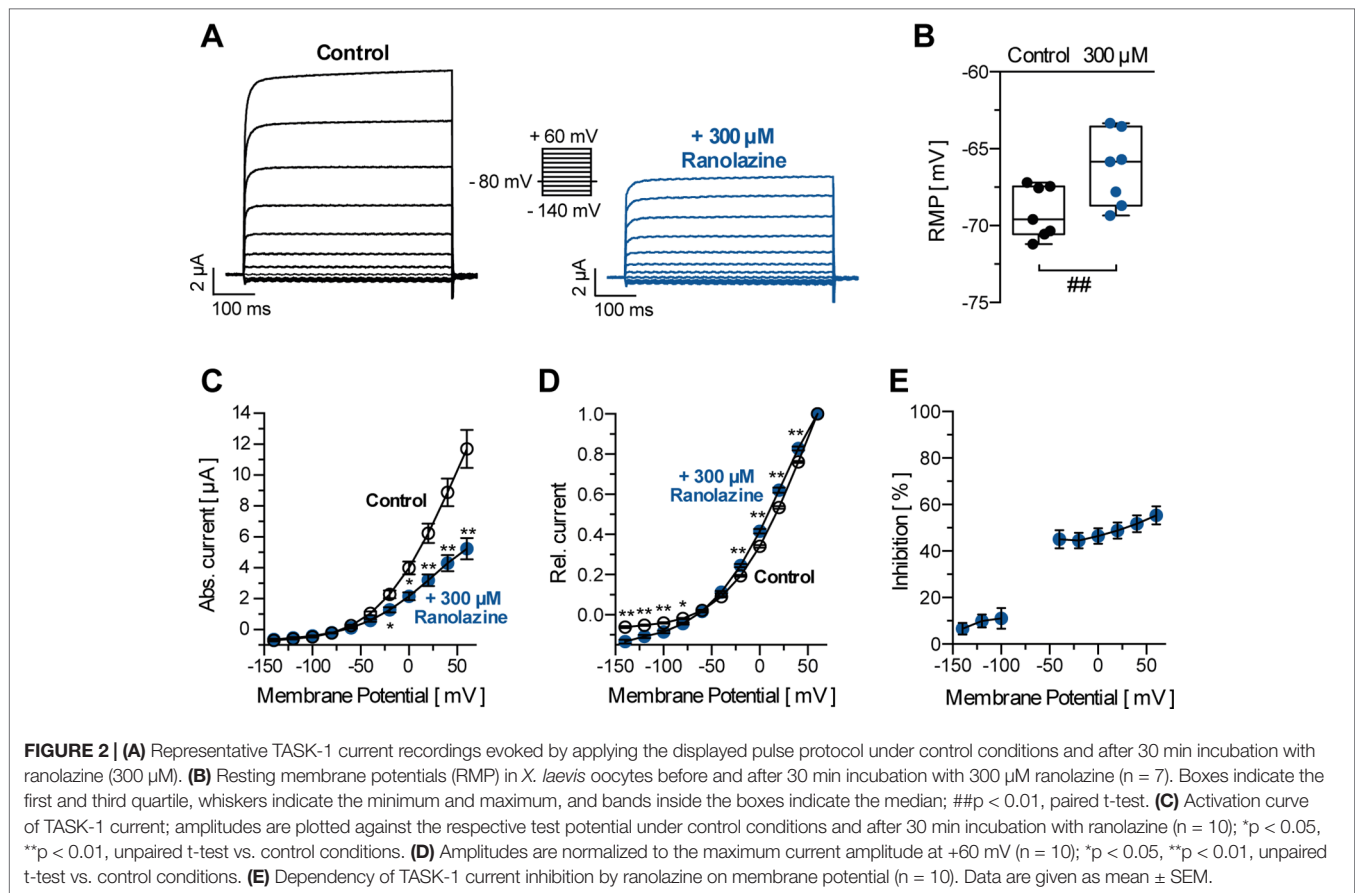 A
Control
+ 60 mV
- 80 mV
- 140 mV
+ 300 µM
Ranolazine
2 µA
100 ms
2 µA
100 ms
B
Control 300 µM
-60
-65
-70
-75
RMP [ mV]
##
C
14
12
10
8
6
4
2
0
Abs. current [ µA]
Control
+ 300 µM
Ranolazine
*
*
**
**
**
-150 -100 -50 0 50
Membrane Potential [ mV ]
D
1.0
0.8
0.6
0.4
0.2
0.0
Rel. current
+ 300 µM
Ranolazine
Control
** ** ** *
**
**
**
**
-150 -100 -50 0 50
Membrane Potential [ mV ]
E
100
80
60
40
20
0
Inhibition [ %]
-150 -100 -50 0 50
Membrane Potential [ mV ]
FIGURE 2 | (A) Representative TASK-1 current recordings evoked by applying the displayed pulse protocol under control conditions and after 30 min incubation with
ranolazine (300 µM). (B) Resting membrane potentials (RMP) in X. laevis oocytes before and after 30 min incubation with 300 µM ranolazine (n = 7). Boxes indicate the
first and third quartile, whiskers indicate the minimum and maximum, and bands inside the boxes indicate the median; ##p < 0.01, paired t-test. (C) Activation curve
of TASK-1 current; amplitudes are plotted against the respective test potential under control conditions and after 30 min incubation with ranolazine (n = 10); *p < 0.05,
**p < 0.01, unpaired t-test vs. control conditions. (D) Amplitudes are normalized to the maximum current amplitude at +60 mV (n = 10); *p < 0.05, **p < 0.01, unpaired
t-test vs. control conditions. (E) Dependency of TASK-1 current inhibition by ranolazine on membrane potential (n = 10). Data are given as mean ± SEM.